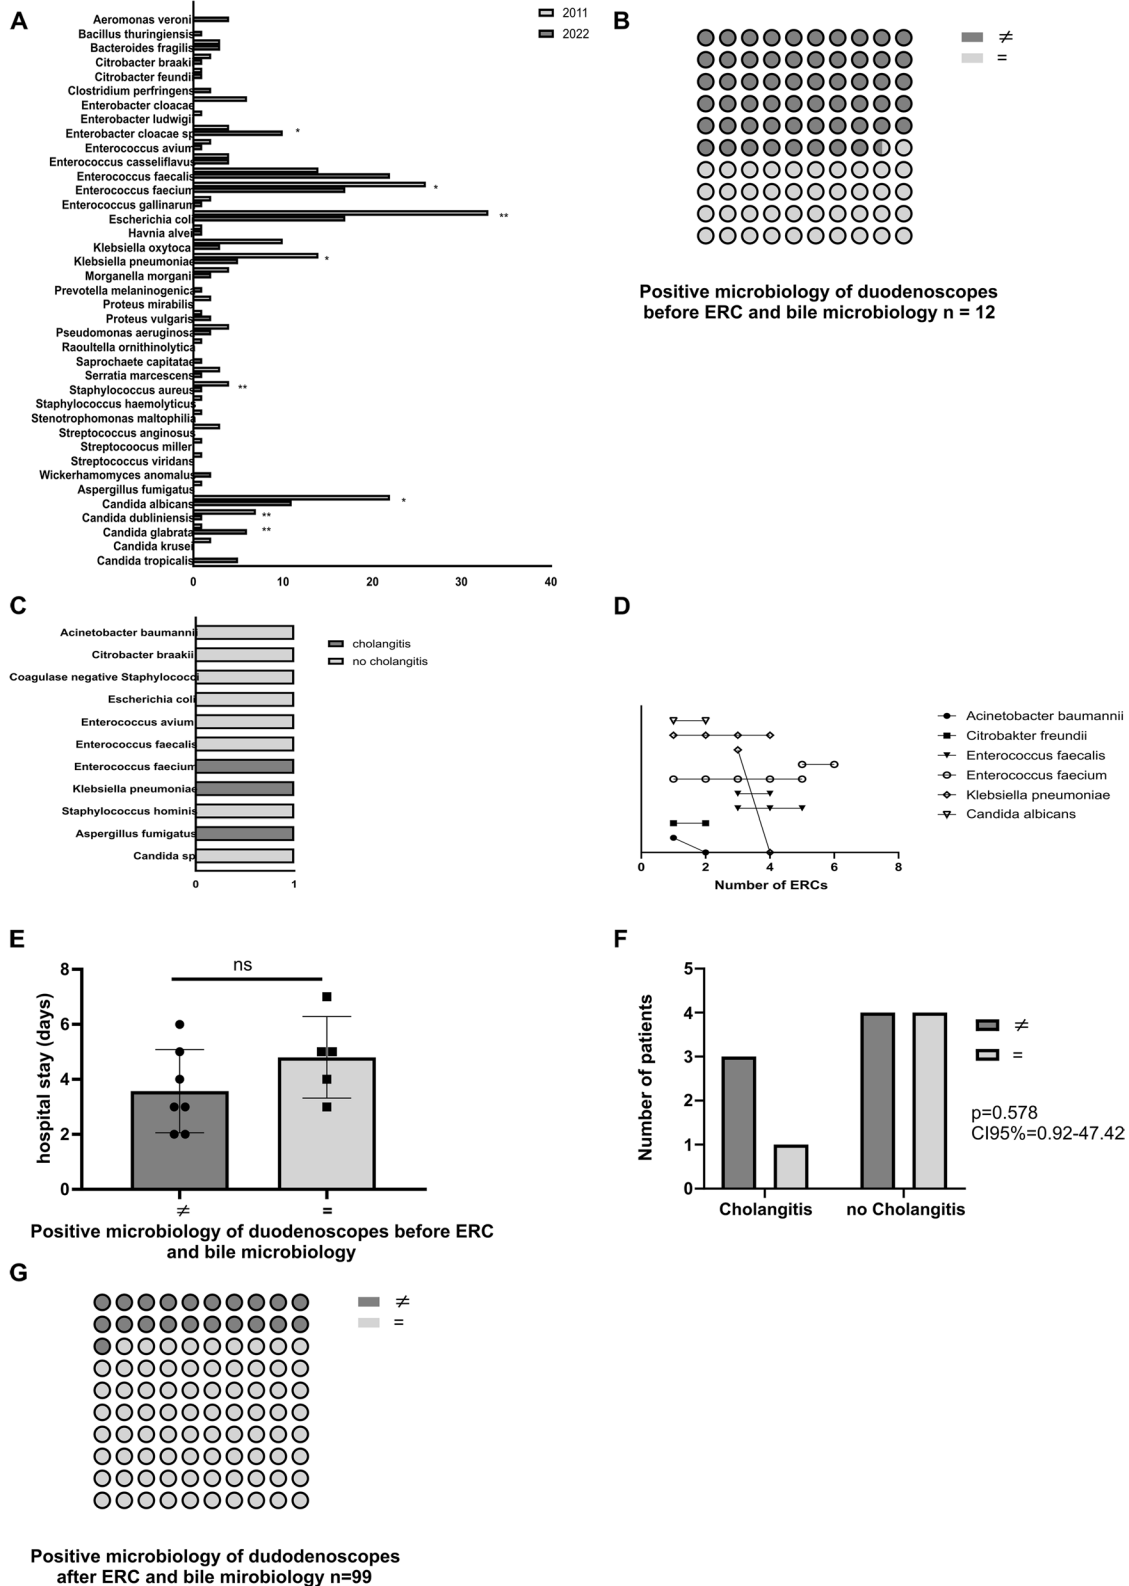 A
2011
2022
Aeromonas veroni
Bacillus thuringiensis
Bacteroides fragilis
Citrobacter braaki
Citrobacter feundi
Clostridium perfringens
Enterobacter cloacae
Enterobacter ludwigi
Enterobacter cloacae sp
*
Enterococcus avium
Enterococcus casseliflavus
Enterococcus faecalis
Enterococcus faecium
*
Enterococcus gallinarum
Escherichia coli
**
Havnia alvei
Klebsiella oxytoca
Klebsiella pneumoniae
*
Morganella morgani
Prevotella melaninogenica
Proteus mirabilis
Proteus vulgaris
Pseudomonas aeruginosa
Raoultella ornithinolytica
Saprochaete capitatae
Serratia marcescens
Staphylococcus aureus
**
Staphylococcus haemolyticus
Stenotrophomonas maltophilia
Streptococcus anginosus
Streptocoocus miller
Streptococcus viridans
Wickerhamomyces anomalus
Aspergillus fumigatus
Candida albicans
*
Candida dubliniensis
**
Candida glabrata
**
Candida krusei
Candida tropicalis
0 10 20 30 40
B
≠
=
Positive microbiology of duodenoscopes
before ERC and bile microbiology n = 12
C
Acinetobacter baumanni
Citrobacter braakii
Coagulase negative Staphylococci
Escherichia coli
Enterococcus avium
Enterococcus faecalis
Enterococcus faecium
Klebsiella pneumoniae
Staphylococcus hominis
Aspergillus fumigatus
Candida sp
0 1
cholangitis
no cholangitis
D
Acinetobacter baumannii
Citrobakter freundii
Enterococcus faecalis
Enterococcus faecium
Klebsiella pneumoniae
Candida albicans
0 2 4 6 8
Number of ERCs
E
ns
hospital stay (days)
8
6
4
2
0
≠ =
Positive microbiology of duodenoscopes before ERC
and bile microbiology
F
Number of patients
5
4
3
2
1
0
Cholangitis no Cholangitis
≠
=
p=0.578
CI95%=0.92-47.42
G
≠
=
Positive microbiology of dudodenoscopes
after ERC and bile mirobiology n=99